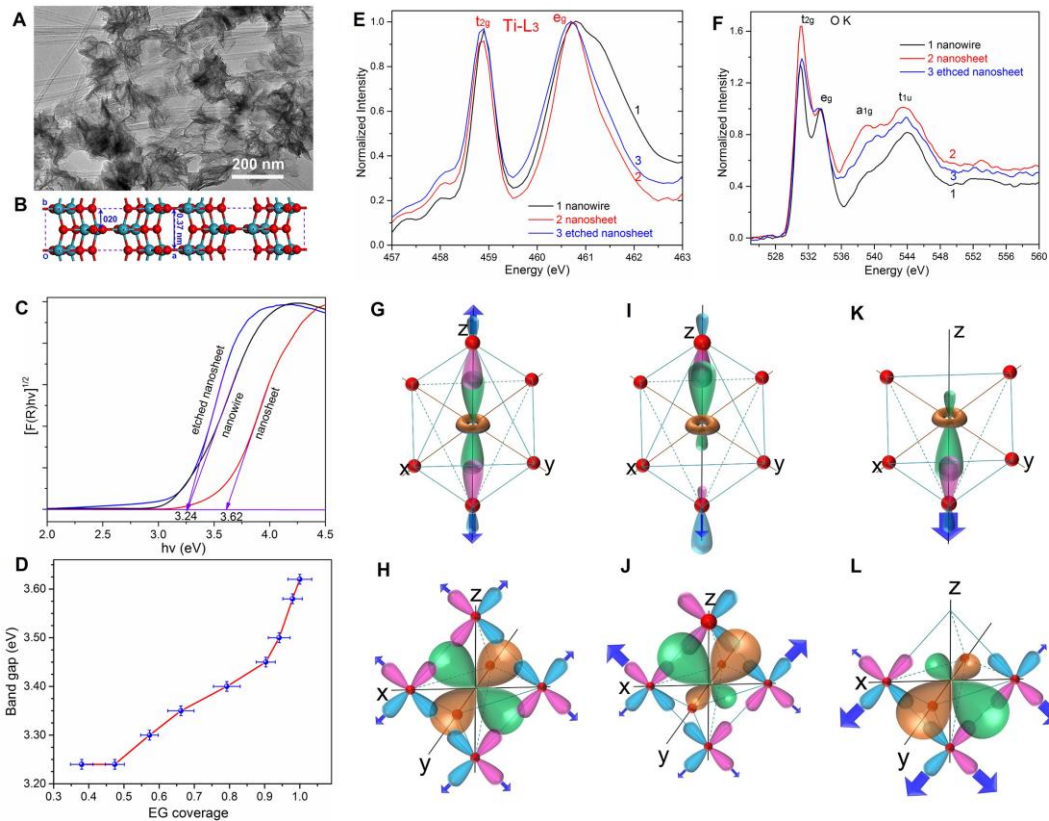 A
200 nm
B
b
020
0.37 nm
o
a
C
[F(R)hν]1/2
etched nanosheet
nanowire
nanosheet
3.24
3.62
2.0 2.5 3.0 3.5 4.0 4.5
hν (eV)
D
Band gap (eV)
3.60
3.50
3.40
3.30
3.20
0.3 0.4 0.5 0.6 0.7 0.8 0.9 1.0
EG coverage
E
Normalized Intensity
1.0
0.8
0.6
0.4
0.2
0.0
t2g
Ti-L3
eg
1
3
2
1 nanowire
2 nanosheet
3 etched nanosheet
457 458 459 460 461 462 463
Energy (eV)
F
Normalized Intensity
1.6
1.2
0.8
0.4
0.0
t2g
O K
1 nanowire
2 nanosheet
3 ethced nanosheet
eg
a1g
t1u
2
3
1
528 532 536 540 544 548 552 556 560
Energy (eV)
G
z
x
y
I
z
x
y
K
z
x
y
H
z
x
y
J
z
x
y
L
z
x
y